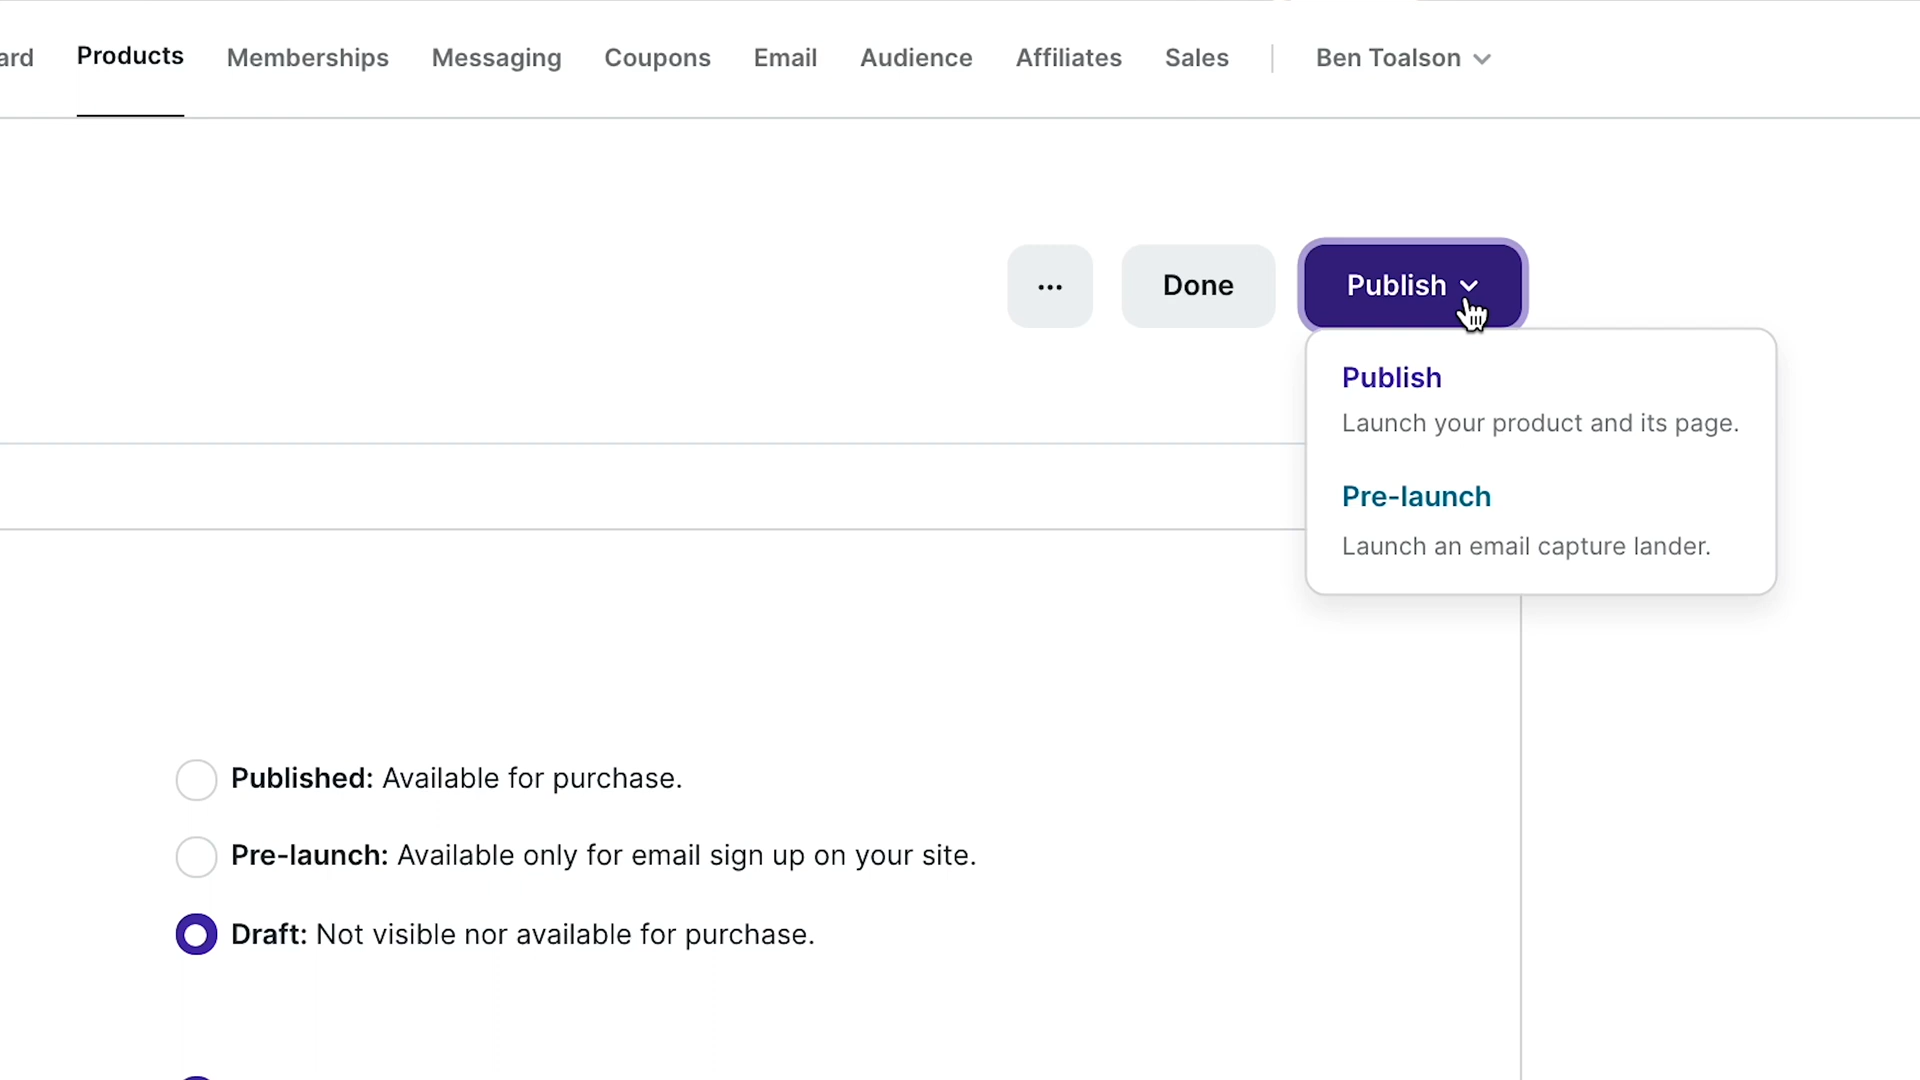 ard Products Memberships Messaging Coupons Email Audience Affiliates Sales Ben Toalson
... Done Publish
Publish
Launch your product and its page.
Pre-launch
Launch an email capture lander.
Published: Available for purchase.
Pre-launch: Available only for email sign up on your site.
Draft: Not visible nor available for purchase.